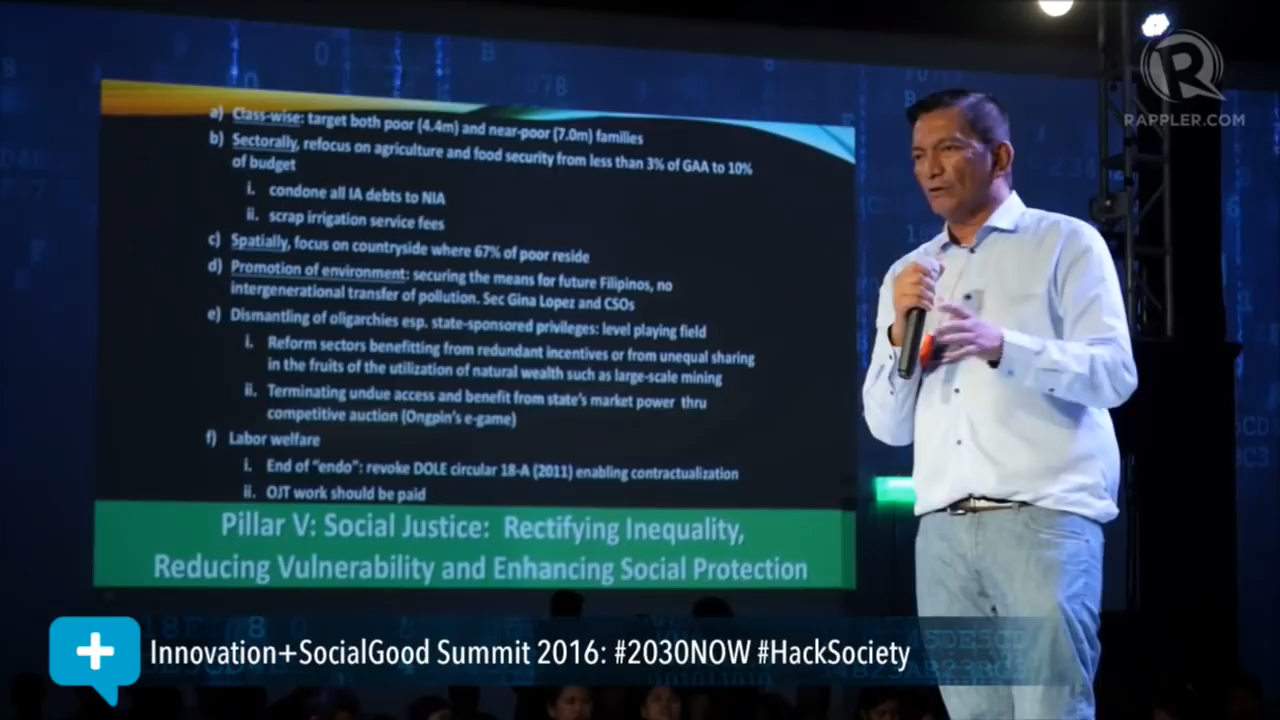 RAPPLER.COM
a) Class-wise: target both poor (4.4m) and near-poor (7.0m) families
b) Sectorally, refocus on agriculture and food security from less than 3% of GAA to 10%
of budget
i. condone all IA debts to NIA
ii. scrap irrigation service fees
c) Spatially, focus on countryside where 67% of poor reside
d) Promotion of environment: securing the means for future Filipinos, no
intergenerational transfer of pollution. Sec Gina Lopez and CSOs
e) Dismantling of oligarchies esp. state-sponsored privileges: level playing field
i. Reform sectors benefitting from redundant incentives or from unequal sharing
in the fruits of the utilization of natural wealth such as large-scale mining
ii. Terminating undue access and benefit from state's market power thru
competitive auction (Ongpin's e-game)
f) Labor welfare
i. End of "endo": revoke DOLE circular 18-A (2011) enabling contractualization
ii. OJT work should be paid
Pillar V: Social Justice: Rectifying Inequality,
Reducing Vulnerability and Enhancing Social Protection
Innovation+SocialGood Summit 2016: #2030NOW #HackSociety